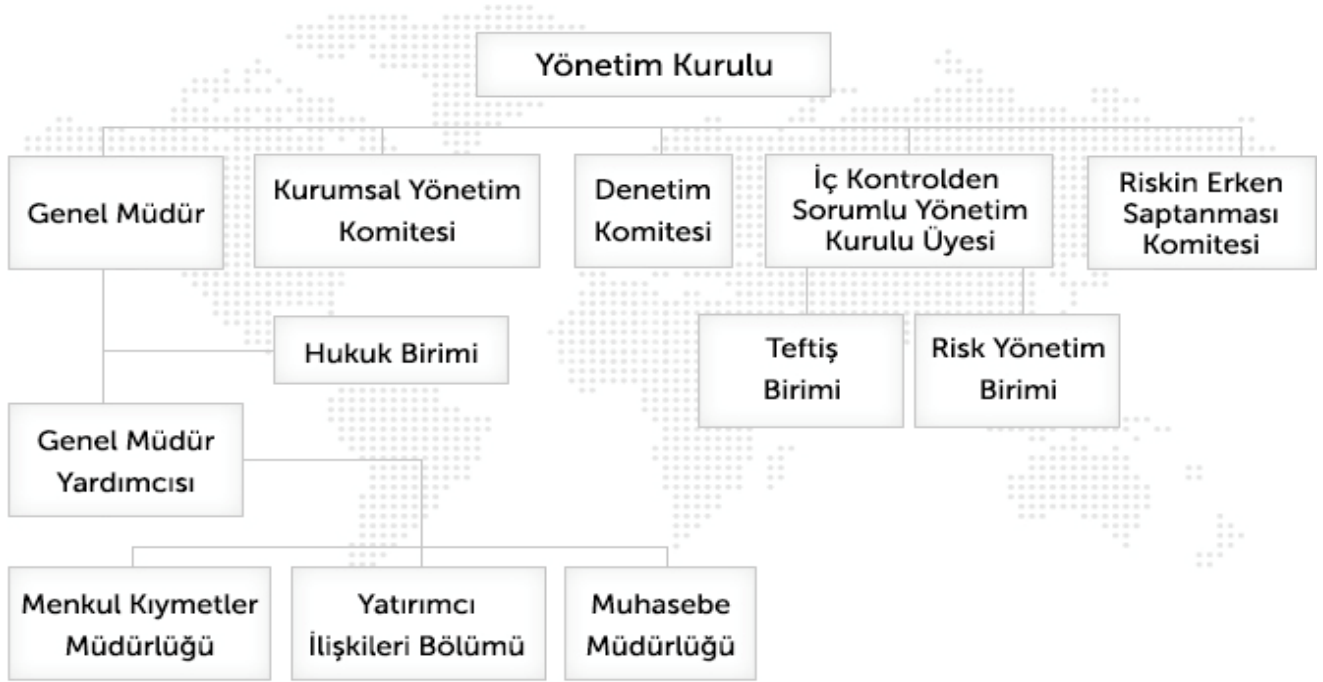 Yönetim Kurulu
Genel Müdür
Kurumsal Yönetim
Komitesi
Denetim
Komitesi
İç Kontrolden
Sorumlu Yönetim
Kurulu Üyesi
Riskin Erken
Saptanması
Komitesi
Hukuk Birimi
Teftiş
Birimi
Risk Yönetim
Birimi
Genel Müdür
Yardımcısı
Menkul Kıymetler
Müdürlüğü
Yatırımcı
İlişkileri Bölümü
Muhasebe
Müdürlüğü